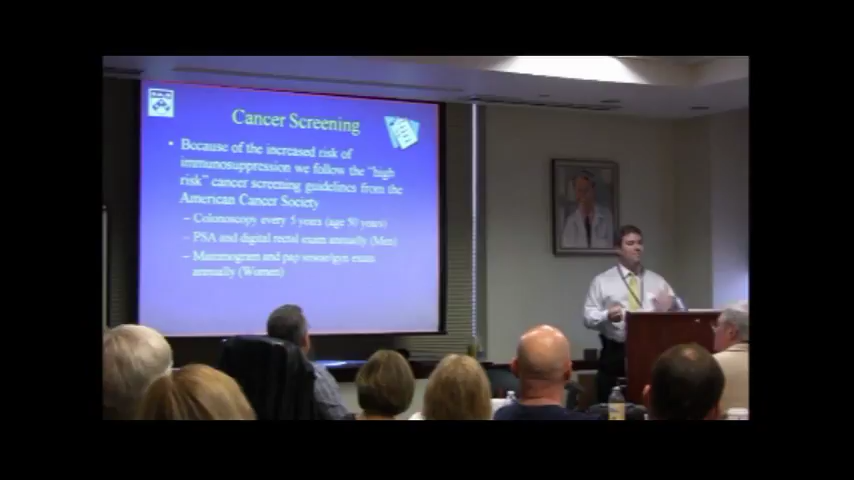 Cancer Screening
• Because of the increased risk of
immunosuppression we follow the "high
risk" cancer screening guidelines from the
American Cancer Society
– Colonoscopy every 5 years (age 50 years)
– PSA and digital rectal exam annually (Men)
– Mammogram and pap smear/gyn exam
annually (Women)